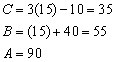 C = 3(15) − 10 = 35
B = (15) + 40 = 55
A = 90